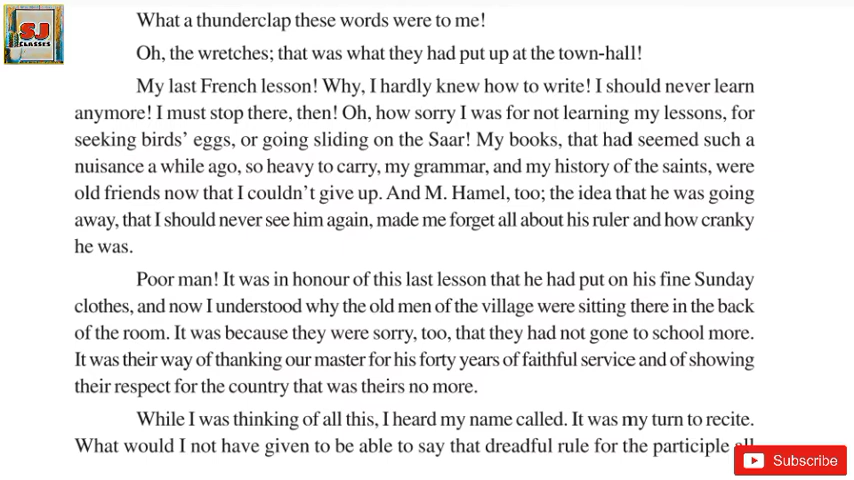 SJ
CLASSES
What a thunderclap these words were to me!
Oh, the wretches; that was what they had put up at the town-hall!
My last French lesson! Why, I hardly knew how to write! I should never learn
anymore! I must stop there, then! Oh, how sorry I was for not learning my lessons, for
seeking birds’ eggs, or going sliding on the Saar! My books, that had seemed such a
nuisance a while ago, so heavy to carry, my grammar, and my history of the saints, were
old friends now that I couldn’t give up. And M. Hamel, too; the idea that he was going
away, that I should never see him again, made me forget all about his ruler and how cranky
he was.
Poor man! It was in honour of this last lesson that he had put on his fine Sunday
clothes, and now I understood why the old men of the village were sitting there in the back
of the room. It was because they were sorry, too, that they had not gone to school more.
It was their way of thanking our master for his forty years of faithful service and of showing
their respect for the country that was theirs no more.
While I was thinking of all this, I heard my name called. It was my turn to recite.
What would I not have given to be able to say that dreadful rule for the participle all
Subscribe